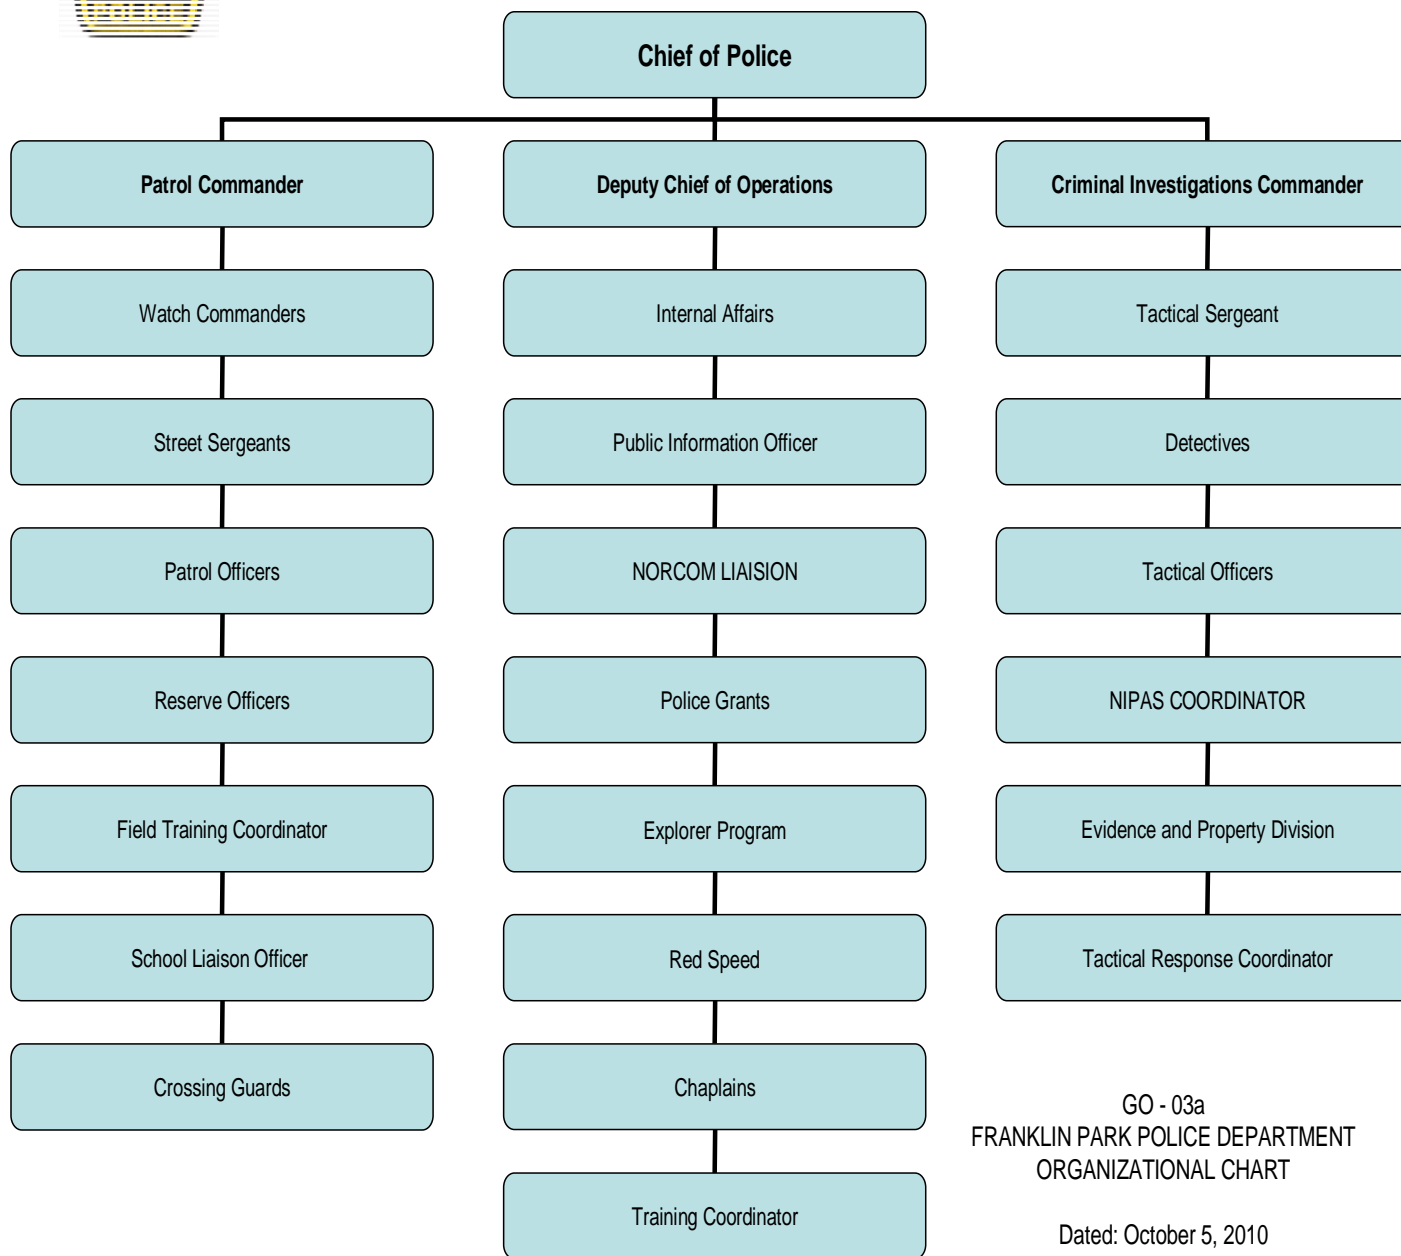 POLICE
Chief of Police
Patrol Commander
Deputy Chief of Operations
Criminal Investigations Commander
Watch Commanders
Internal Affairs
Tactical Sergeant
Street Sergeants
Public Information Officer
Detectives
Patrol Officers
NORCOM LIAISION
Tactical Officers
Reserve Officers
Police Grants
NIPAS COORDINATOR
Field Training Coordinator
Explorer Program
Evidence and Property Division
School Liaison Officer
Red Speed
Tactical Response Coordinator
Crossing Guards
Chaplains
Training Coordinator
GO - 03a
FRANKLIN PARK POLICE DEPARTMENT
ORGANIZATIONAL CHART
Dated: October 5, 2010